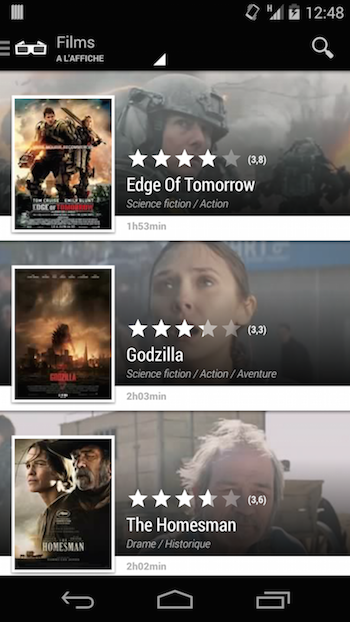 H
12:48
Films
A L'AFFICHE
TOM CRUISE EMILY BLUNT
EDGE OF TOMORROW
(3,8)
Edge Of Tomorrow
Science fiction / Action
1h53min
GODZILLA
(3,3)
Godzilla
Science fiction / Action / Aventure
2h03min
THE HOMESMAN
(3,6)
The Homesman
Drame / Historique
2h02min